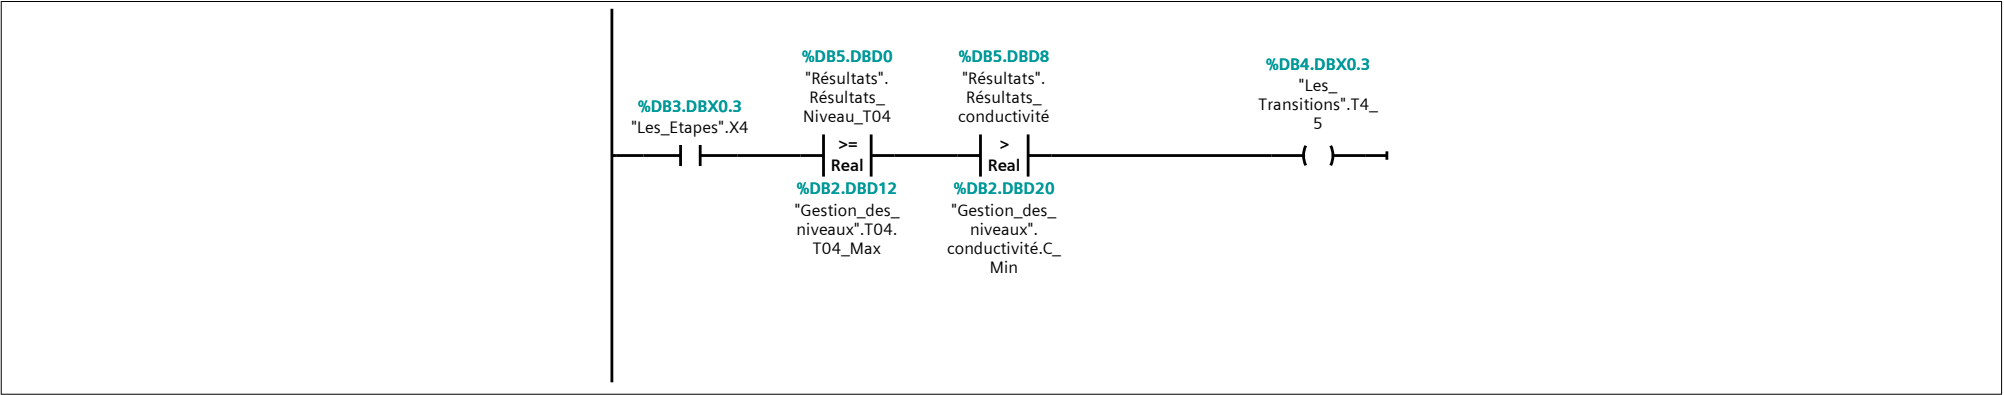 %DB3.DBX0.3
"Les_Etapes".X4
%DB5.DBD0
"Résultats".
Résultats_
Niveau_T04
>=
Real
%DB2.DBD12
"Gestion_des_
niveaux".T04.
T04_Max
%DB5.DBD8
"Résultats".
Résultats_
conductivité
>
Real
%DB2.DBD20
"Gestion_des_
niveaux".
conductivité.C_
Min
%DB4.DBX0.3
"Les_
Transitions".T4_
5